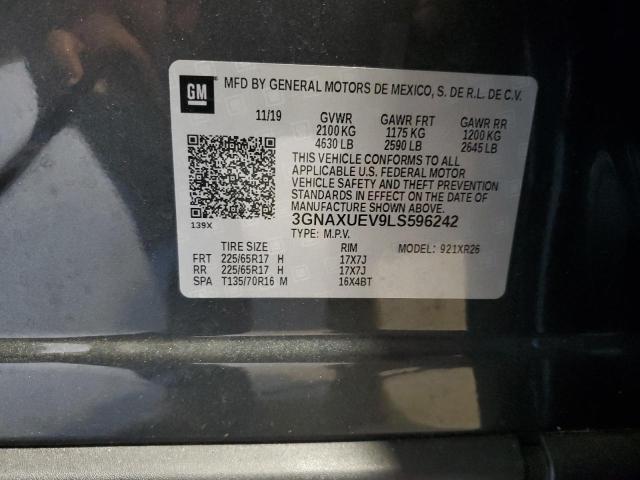 GM MFD BY GENERAL MOTORS DE MEXICO, S. DE R.L. DE C.V.
11/19 GVWR GAWR FRT GAWR RR
2100 KG 1175 KG 1200 KG
4630 LB 2590 LB 2645 LB
THIS VEHICLE CONFORMS TO ALL
APPLICABLE U.S. FEDERAL MOTOR
VEHICLE SAFETY AND THEFT PREVENTION
STANDARDS IN EFFECT ON THE DATE OF
MANUFACTURE SHOWN ABOVE.
3GNAXUEV9LS596242
139X
TYPE: M.P.V.
TIRE SIZE RIM MODEL: 921XR26
FRT 225/65R17 H 17X7J
RR 225/65R17 H 17X7J
SPA T135/70R16 M 16X4BT